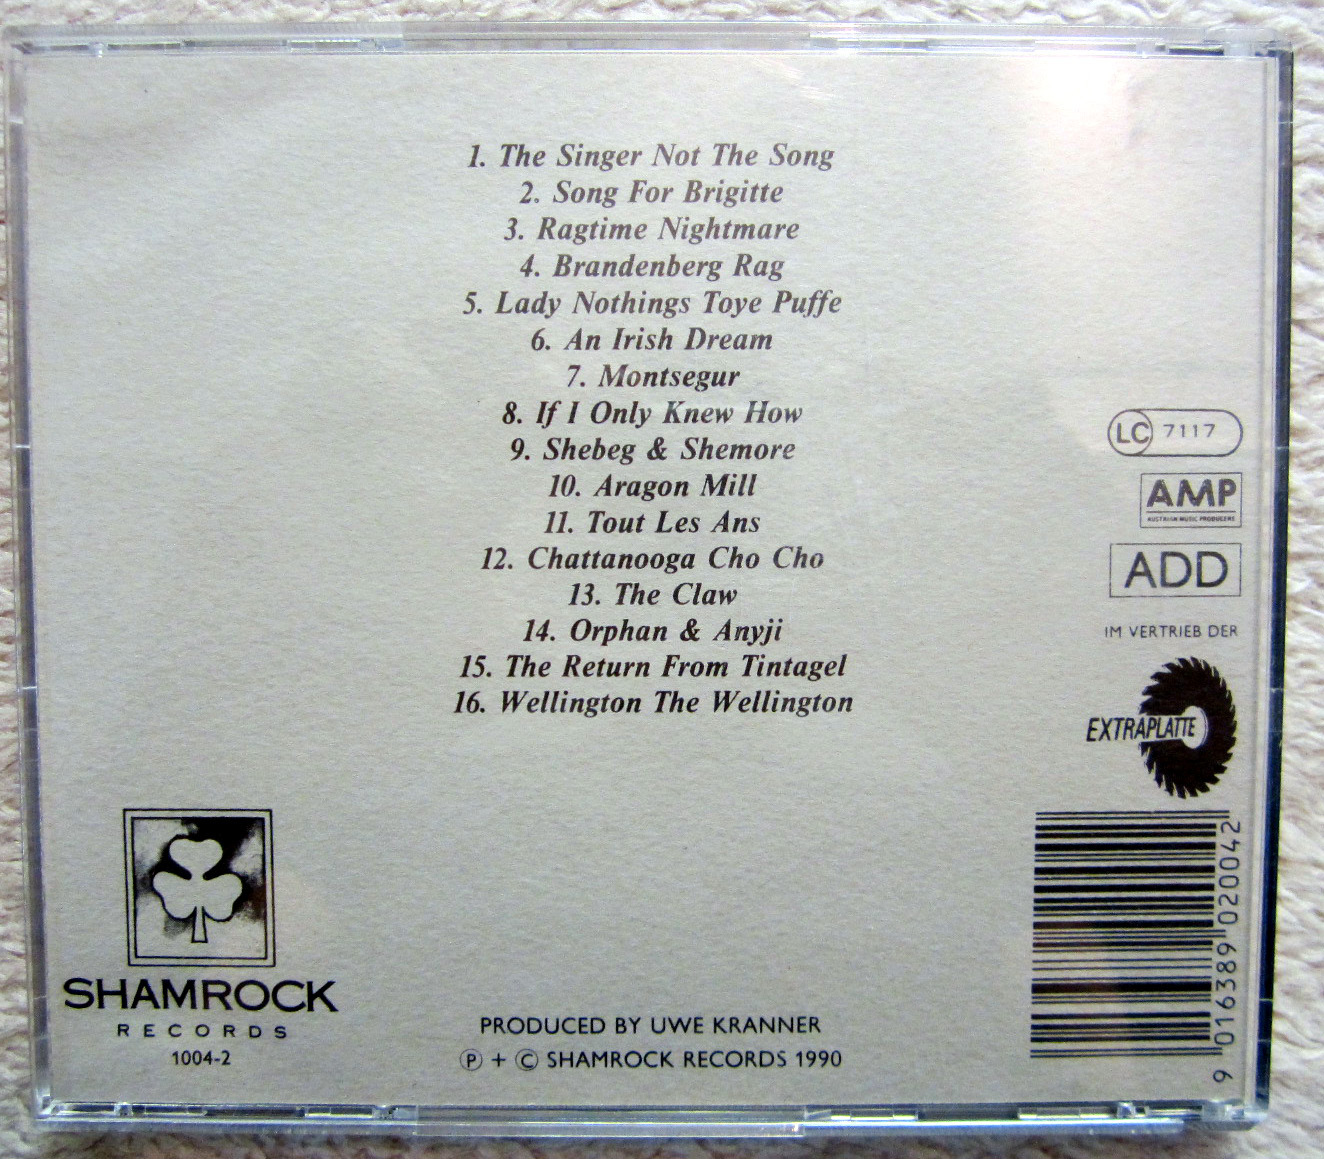 1. The Singer Not The Song
2. Song For Brigitte
3. Ragtime Nightmare
4. Brandenberg Rag
5. Lady Nothings Toye Puffe
6. An Irish Dream
7. Montsegur
8. If I Only Knew How
9. Shebeg & Shemore
10. Aragon Mill
11. Tout Les Ans
12. Chattanooga Cho Cho
13. The Claw
14. Orphan & Anyji
15. The Return From Tintagel
16. Wellington The Wellington
LC 7117
AMP
AUSTRIAN MUSIC PRODUCERS
ADD
IM VERTRIEB DER
EXTRAPLATTE
9 016389 020042
SHAMROCK
RECORDS
1004-2
PRODUCED BY UWE KRANNER
℗ + © SHAMROCK RECORDS 1990